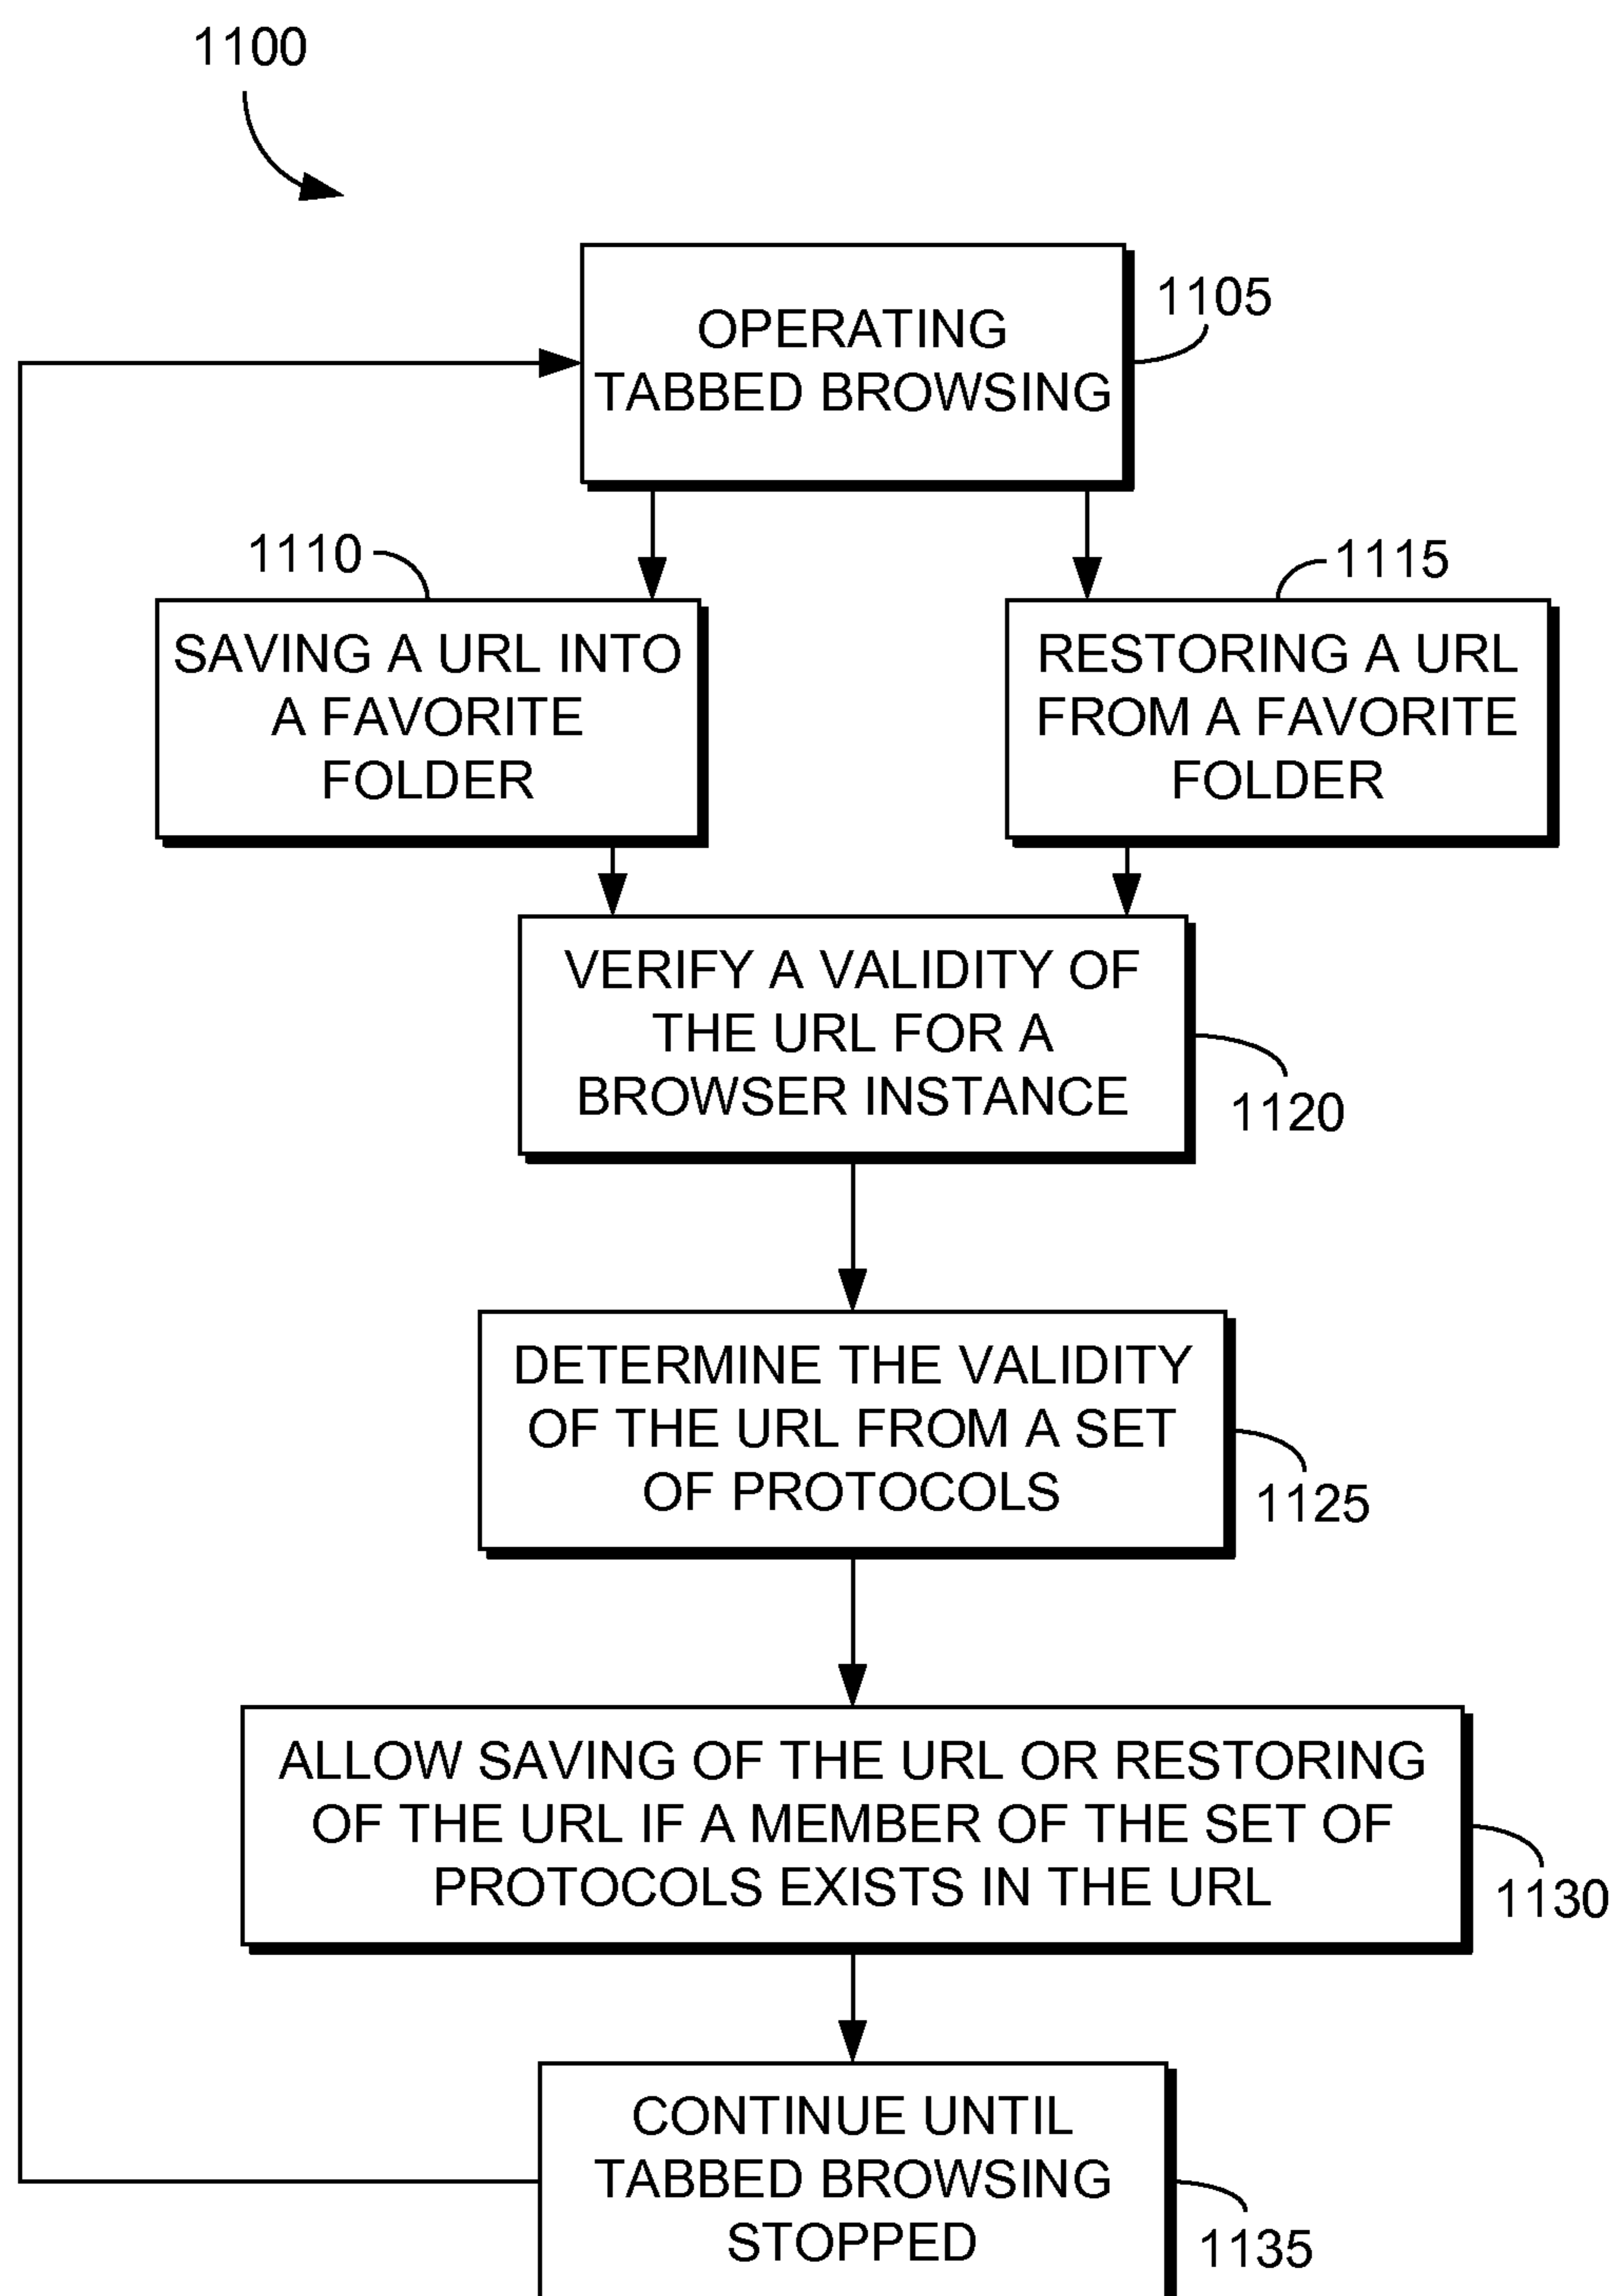 1100
OPERATING
TABBED BROWSING
1105
1110
SAVING A URL INTO
A FAVORITE
FOLDER
1115
RESTORING A URL
FROM A FAVORITE
FOLDER
VERIFY A VALIDITY OF
THE URL FOR A
BROWSER INSTANCE
1120
DETERMINE THE VALIDITY
OF THE URL FROM A SET
OF PROTOCOLS
1125
ALLOW SAVING OF THE URL OR RESTORING
OF THE URL IF A MEMBER OF THE SET OF
PROTOCOLS EXISTS IN THE URL
1130
CONTINUE UNTIL
TABBED BROWSING
STOPPED
1135